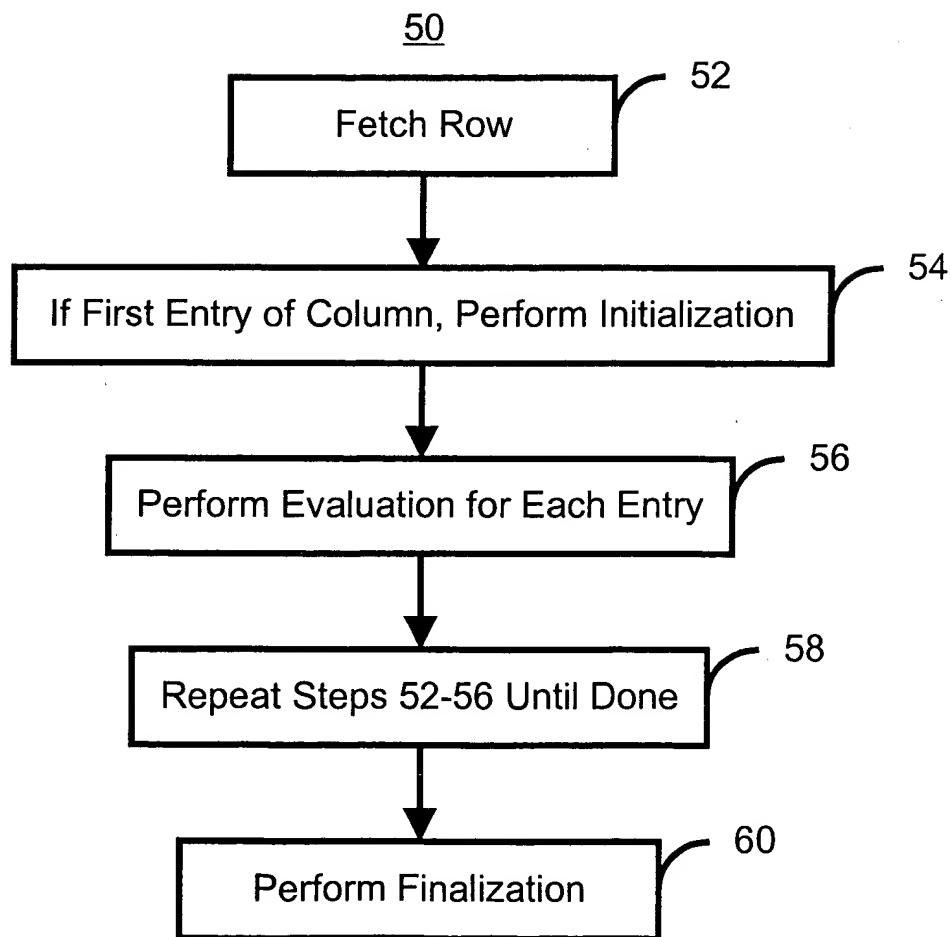 50
52
Fetch Row
54
If First Entry of Column, Perform Initialization
56
Perform Evaluation for Each Entry
58
Repeat Steps 52-56 Until Done
60
Perform Finalization